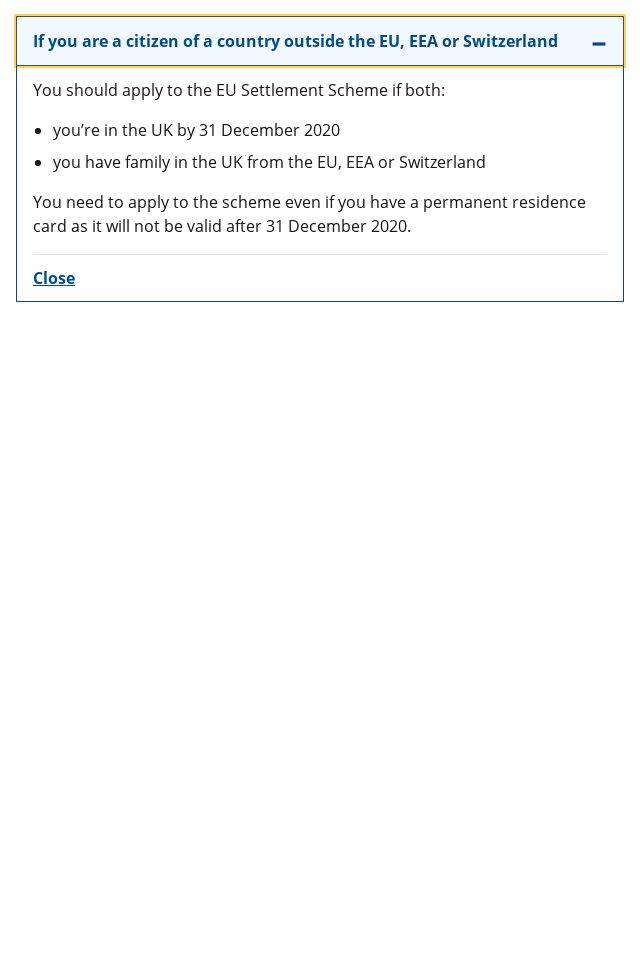 If you are a citizen of a country outside the EU, EEA or Switzerland
You should apply to the EU Settlement Scheme if both:
you’re in the UK by 31 December 2020
you have family in the UK from the EU, EEA or Switzerland
You need to apply to the scheme even if you have a permanent residence
card as it will not be valid after 31 December 2020.
Close